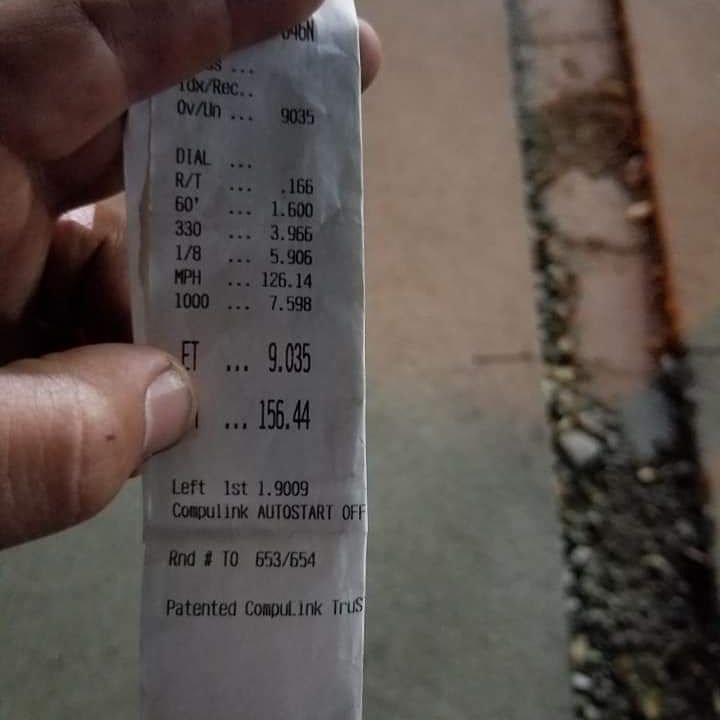 Idx/Rec..
Ov/Un ... 9035
DIAL ...
R/T ... .166
60' ... 1.600
330 ... 3.966
1/8 ... 5.906
MPH ... 126.14
1000 ... 7.598
ET ... 9.035
... 156.44
Left 1st 1.9009
Compulink AUTOSTART OFF
Rnd # TO 653/654
Patented CompuLink TruS